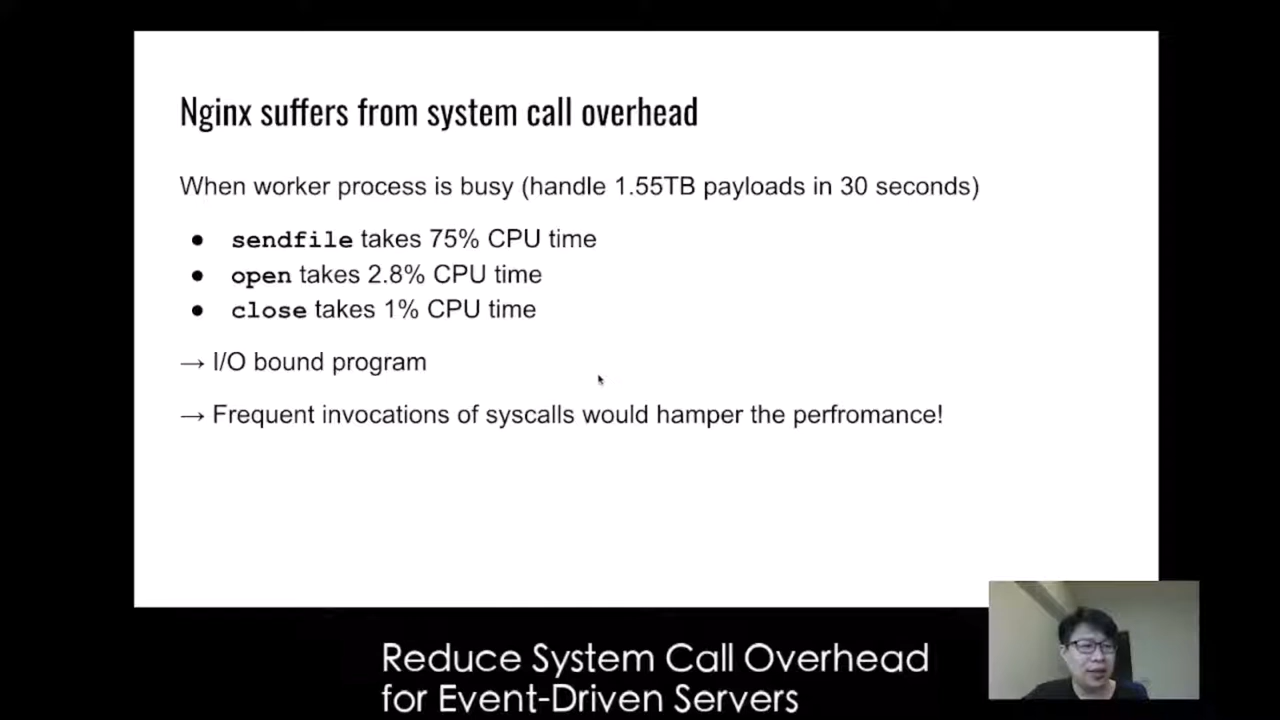 Nginx suffers from system call overhead
When worker process is busy (handle 1.55TB payloads in 30 seconds)
● sendfile takes 75% CPU time
● open takes 2.8% CPU time
● close takes 1% CPU time
→ I/O bound program
→ Frequent invocations of syscalls would hamper the perfromance!
Reduce System Call Overhead
for Event-Driven Servers